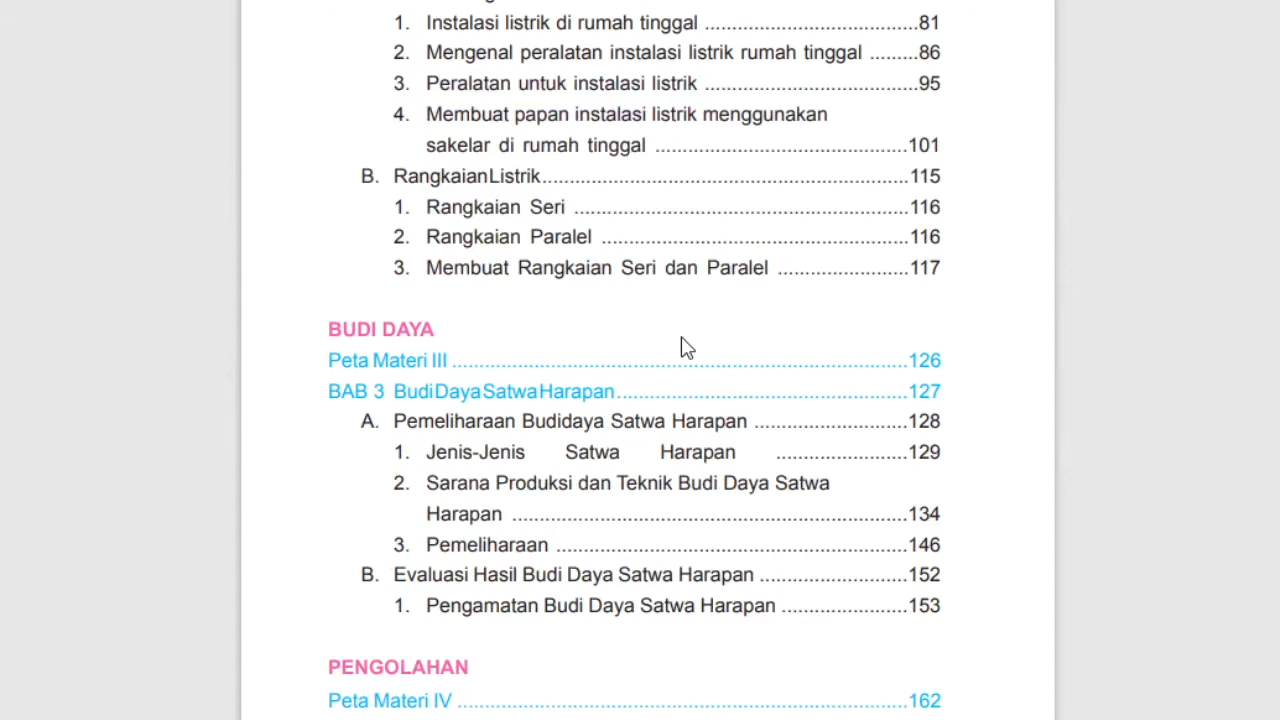 1. Instalasi listrik di rumah tinggal .......................................81
2. Mengenal peralatan instalasi listrik rumah tinggal .........86
3. Peralatan untuk instalasi listrik .......................................95
4. Membuat papan instalasi listrik menggunakan
sakelar di rumah tinggal ..............................................101
B. RangkaianListrik...................................................................115
1. Rangkaian Seri .............................................................116
2. Rangkaian Paralel ........................................................116
3. Membuat Rangkaian Seri dan Paralel ........................117
BUDI DAYA
Peta Materi III ...................................................................................126
BAB 3 BudiDayaSatwaHarapan.....................................................127
A. Pemeliharaan Budidaya Satwa Harapan ............................128
1. Jenis-Jenis Satwa Harapan ........................129
2. Sarana Produksi dan Teknik Budi Daya Satwa
Harapan ........................................................................134
3. Pemeliharaan ................................................................146
B. Evaluasi Hasil Budi Daya Satwa Harapan ...........................152
1. Pengamatan Budi Daya Satwa Harapan .......................153
PENGOLAHAN
Peta Materi IV ..................................................................................162